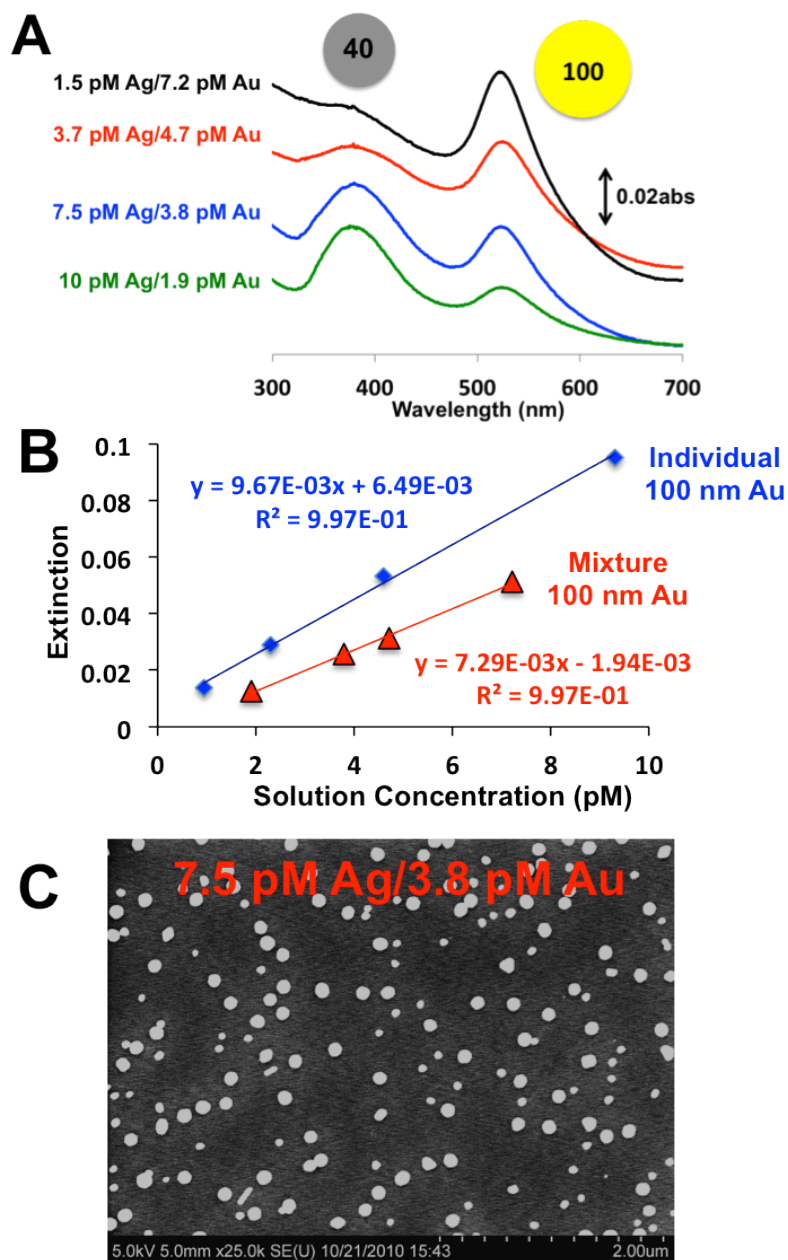 A
40
100
1.5 pM Ag/7.2 pM Au
3.7 pM Ag/4.7 pM Au
7.5 pM Ag/3.8 pM Au
10 pM Ag/1.9 pM Au
0.02abs
300 400 500 600 700
Wavelength (nm)
B
0.1
0.08
0.06
0.04
0.02
0
Extinction
y = 9.67E-03x + 6.49E-03
R² = 9.97E-01
Individual
100 nm Au
Mixture
100 nm Au
y = 7.29E-03x - 1.94E-03
R² = 9.97E-01
0 2 4 6 8 10
Solution Concentration (pM)
C
7.5 pM Ag/3.8 pM Au
5.0kV 5.0mm x25.0k SE(U) 10/21/2010 15:43 2.00um